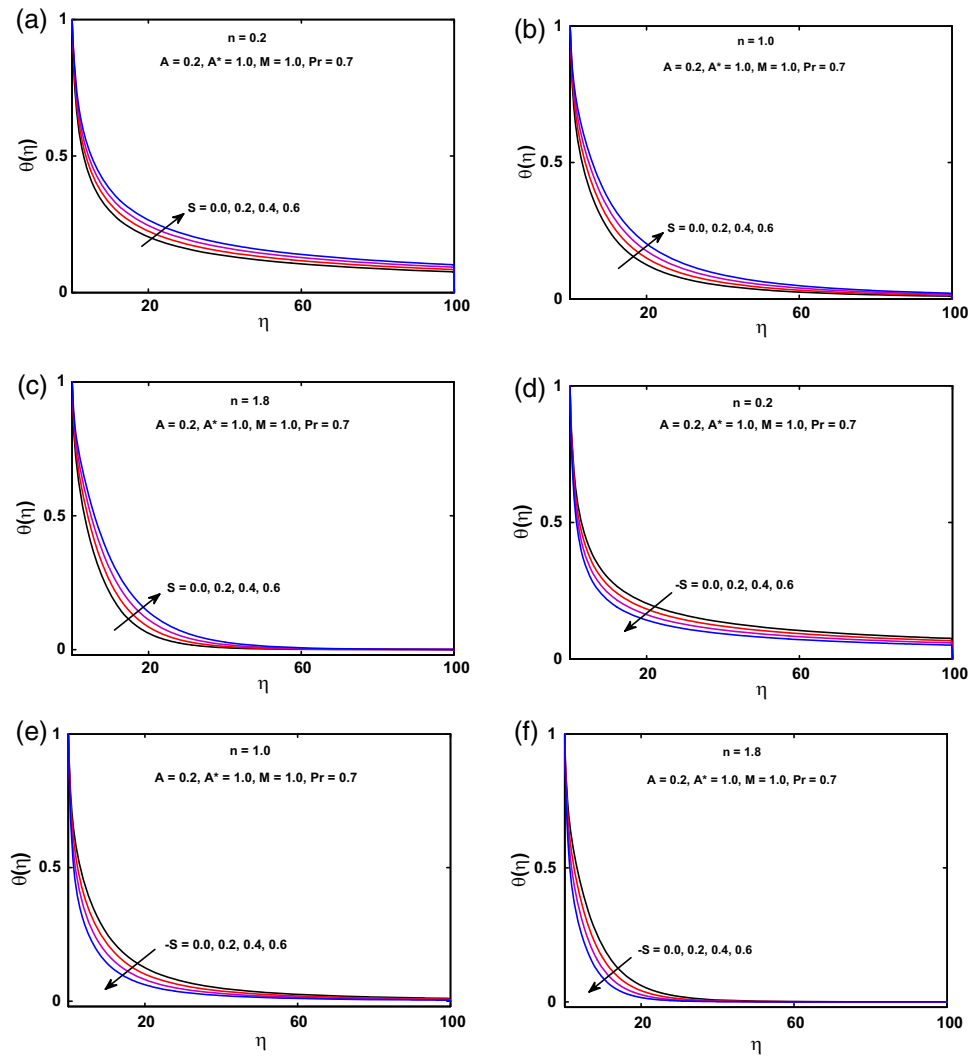 (a)
1
n = 0.2
A = 0.2, A* = 1.0, M = 1.0, Pr = 0.7
θ(η)
0.5
S = 0.0, 0.2, 0.4, 0.6
0
20
60
100
η
(b)
1
n = 1.0
A = 0.2, A* = 1.0, M = 1.0, Pr = 0.7
θ(η)
0.5
S = 0.0, 0.2, 0.4, 0.6
0
20
60
100
η
(c)
1
n = 1.8
A = 0.2, A* = 1.0, M = 1.0, Pr = 0.7
θ(η)
0.5
S = 0.0, 0.2, 0.4, 0.6
0
20
60
100
η
(d)
1
n = 0.2
A = 0.2, A* = 1.0, M = 1.0, Pr = 0.7
θ(η)
0.5
-S = 0.0, 0.2, 0.4, 0.6
0
20
60
100
η
(e)
1
n = 1.0
A = 0.2, A* = 1.0, M = 1.0, Pr = 0.7
θ(η)
0.5
-S = 0.0, 0.2, 0.4, 0.6
0
20
60
100
η
(f)
1
n = 1.8
A = 0.2, A* = 1.0, M = 1.0, Pr = 0.7
θ(η)
0.5
-S = 0.0, 0.2, 0.4, 0.6
0
20
60
100
η